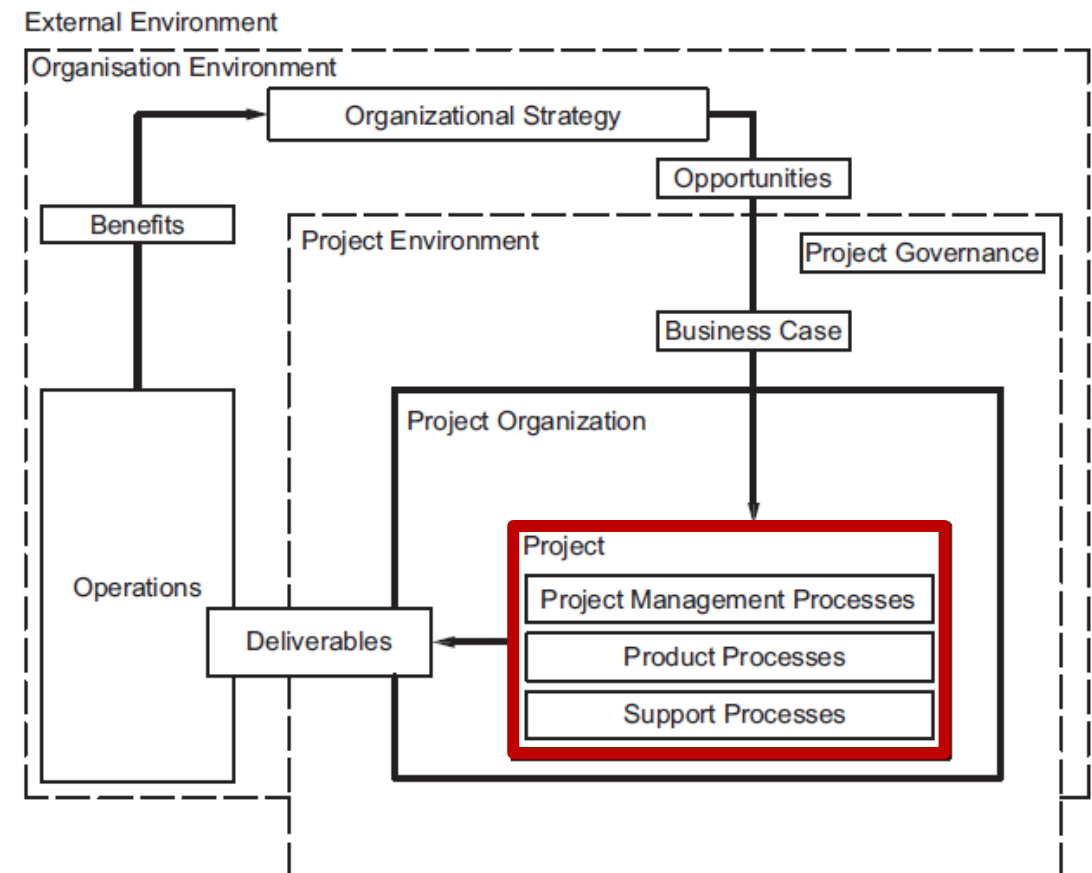 External Environment
Organisation Environment
Organizational Strategy
Opportunities
Benefits
Project Environment
Project Governance
Business Case
Project Organization
Project
Operations
Project Management Processes
Deliverables
Product Processes
Support Processes